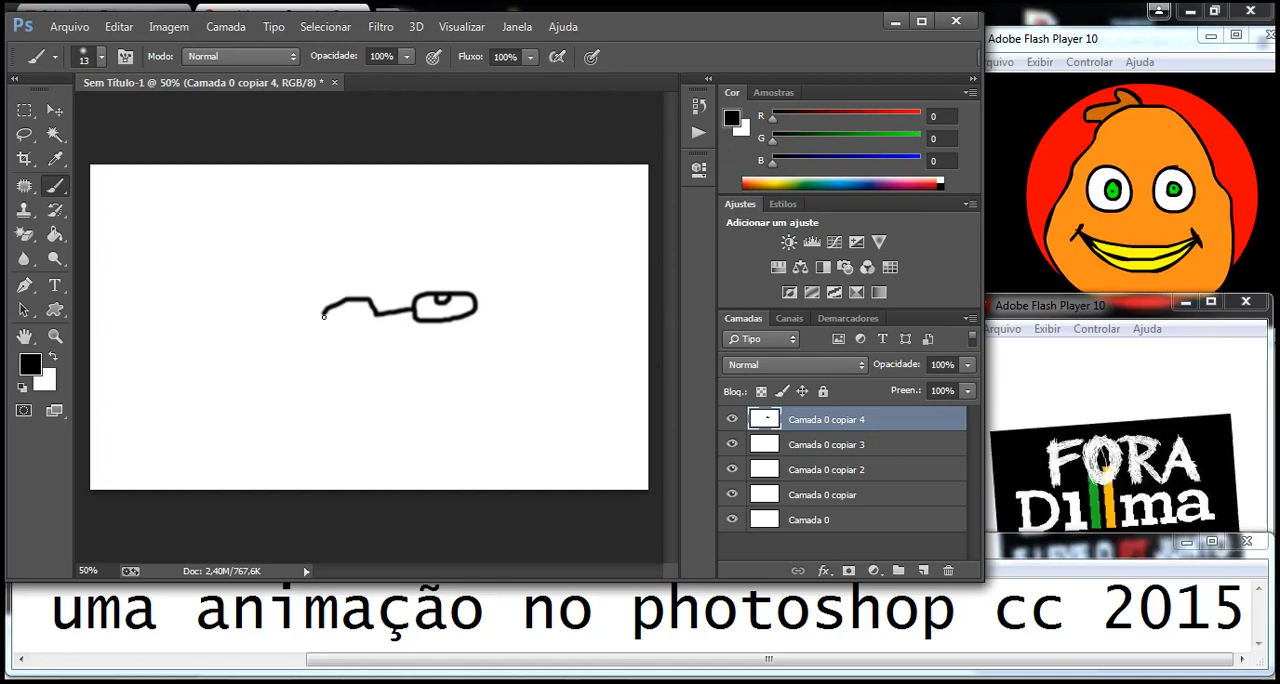 Ps Arquivo Editar Imagem Camada Tipo Selecionar Filtro 3D Visualizar Janela Ajuda
13 Modo: Normal Opacidade: 100% Fluxo: 100%
Sem Título-1 @ 50% (Camada 0 copiar 4, RGB/8) * ×
Cor Amostras
R 0
G 0
B 0
Ajustes Estilos
Adicionar um ajuste
Camadas Canais Demarcadores
Tipo
Normal Opacidade: 100%
Bloq.: Preen.: 100%
Camada 0 copiar 4
Camada 0 copiar 3
Camada 0 copiar 2
Camada 0 copiar
Camada 0
50% Doc: 2,40M/767,6K
Adobe Flash Player 10
rquivo Exibir Controlar Ajuda
Adobe Flash Player 10
Arquivo Exibir Controlar Ajuda
FORA
D1lma
uma animação no photoshop cc 2015